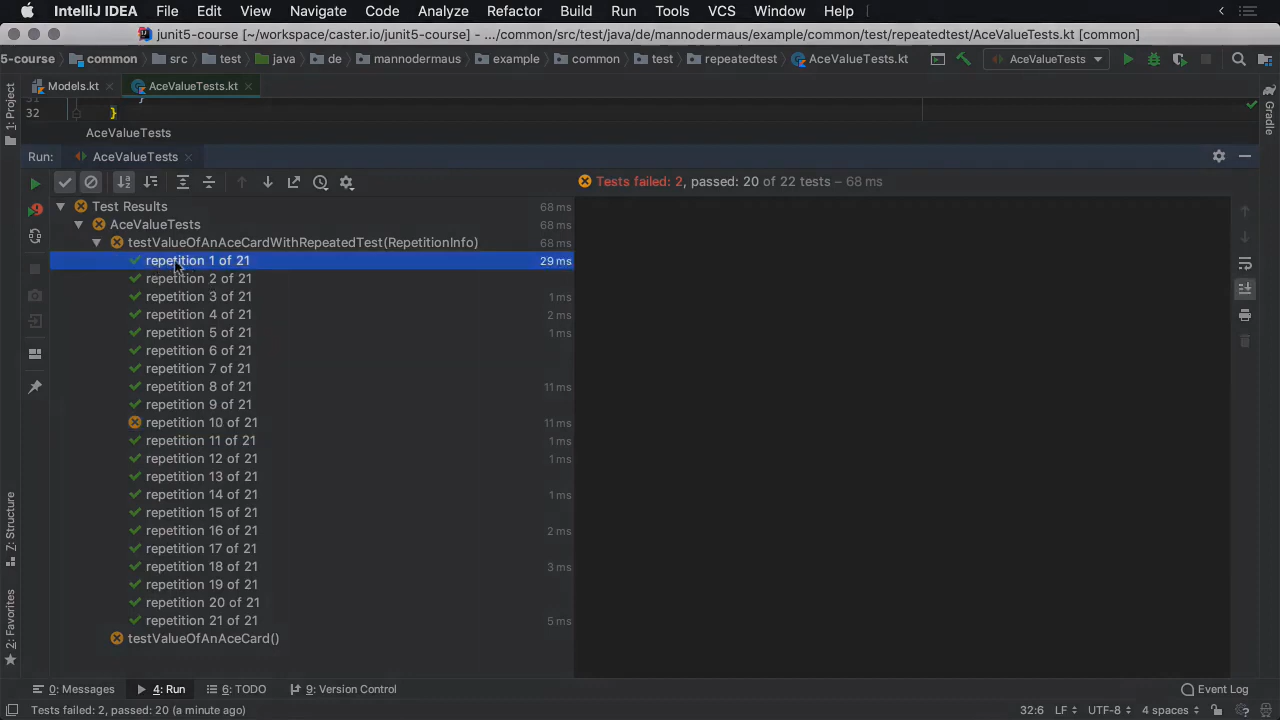 IntelliJ IDEA File Edit View Navigate Code Analyze Refactor Build Run Tools VCS Window Help
junit5-course [~/workspace/caster.io/junit5-course] - .../common/src/test/java/de/mannodermaus/example/common/test/repeatedtest/AceValueTests.kt [common]
5-course common src test java de mannodermaus example common test repeatedtest AceValueTests.kt AceValueTests
Models.kt AceValueTests.kt
32 }
AceValueTests
Run: AceValueTests
Tests failed: 2, passed: 20 of 22 tests – 68 ms
Test Results 68 ms
AceValueTests 68 ms
testValueOfAnAceCardWithRepeatedTest(RepetitionInfo) 68 ms
repetition 1 of 21 29 ms
repetition 2 of 21
repetition 3 of 21 1 ms
repetition 4 of 21 2 ms
repetition 5 of 21 1 ms
repetition 6 of 21
repetition 7 of 21
repetition 8 of 21 11 ms
repetition 9 of 21
repetition 10 of 21 11 ms
repetition 11 of 21 1 ms
repetition 12 of 21 1 ms
repetition 13 of 21
repetition 14 of 21 1 ms
repetition 15 of 21
repetition 16 of 21 2 ms
repetition 17 of 21
repetition 18 of 21 3 ms
repetition 19 of 21
repetition 20 of 21
repetition 21 of 21 5 ms
testValueOfAnAceCard()
1: Project
Z: Structure
2: Favorites
Gradle
0: Messages 4: Run 6: TODO 9: Version Control Event Log
Tests failed: 2, passed: 20 (a minute ago) 32:6 LF UTF-8 4 spaces